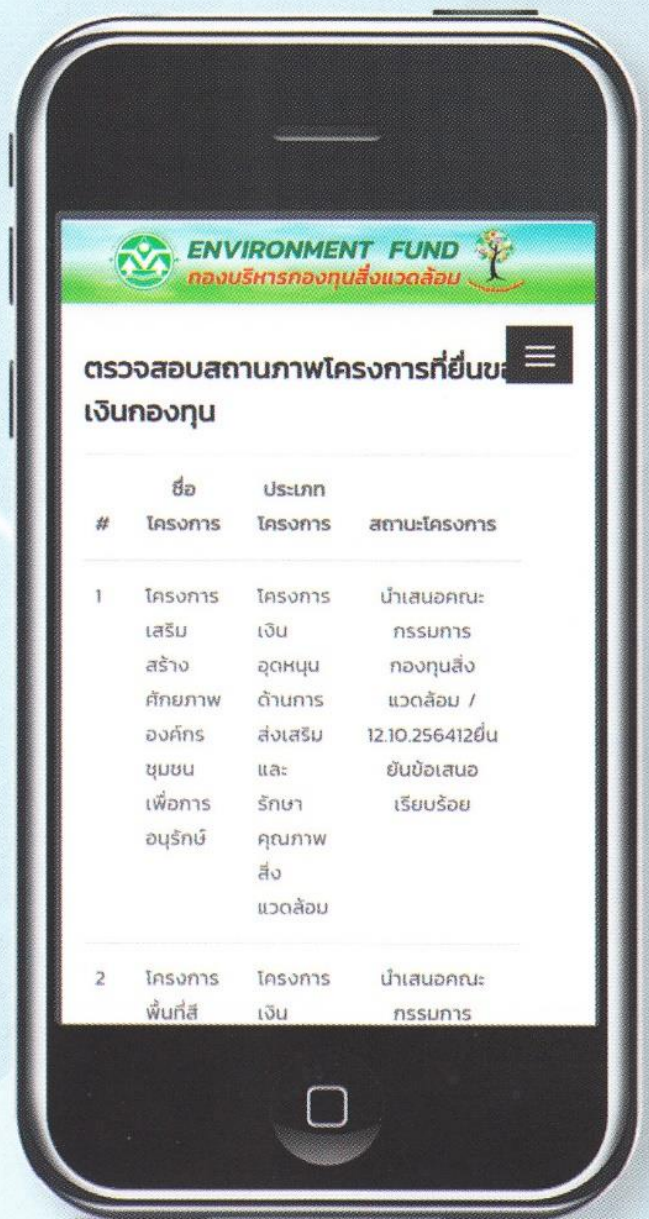 ENVIRONMENT FUND
กองบริหารกองทุนสิ่งแวดล้อม
ตรวจสอบสถานภาพโครงการที่ยื่น
เงินกองทุน
ชื่อ ประเภท
# โครงการ โครงการ สถานะโครงการ
1 โครงการ โครงการ นำเสนอคณะ
เสริม เงิน กรรมการ
สร้าง อุดหนุน กองทุนสิ่ง
ศักยภาพ ด้านการ แวดล้อม /
องค์กร ส่งเสริม 12.10.256412ยื่น
ชุมชน และ ยันข้อเสนอ
เพื่อการ รักษา เรียบร้อย
อนุรักษ์ คุณภาพ
สิ่ง
แวดล้อม
2 โครงการ โครงการ นำเสนอคณะ
พื้นที่สี เงิน กรรมการ